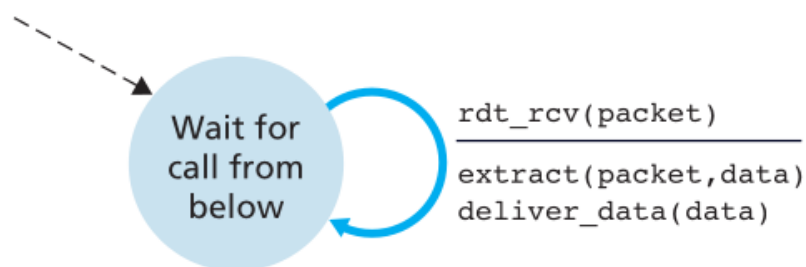 Wait for
call from
below
rdt_rcv(packet)
extract(packet,data)
deliver_data(data)